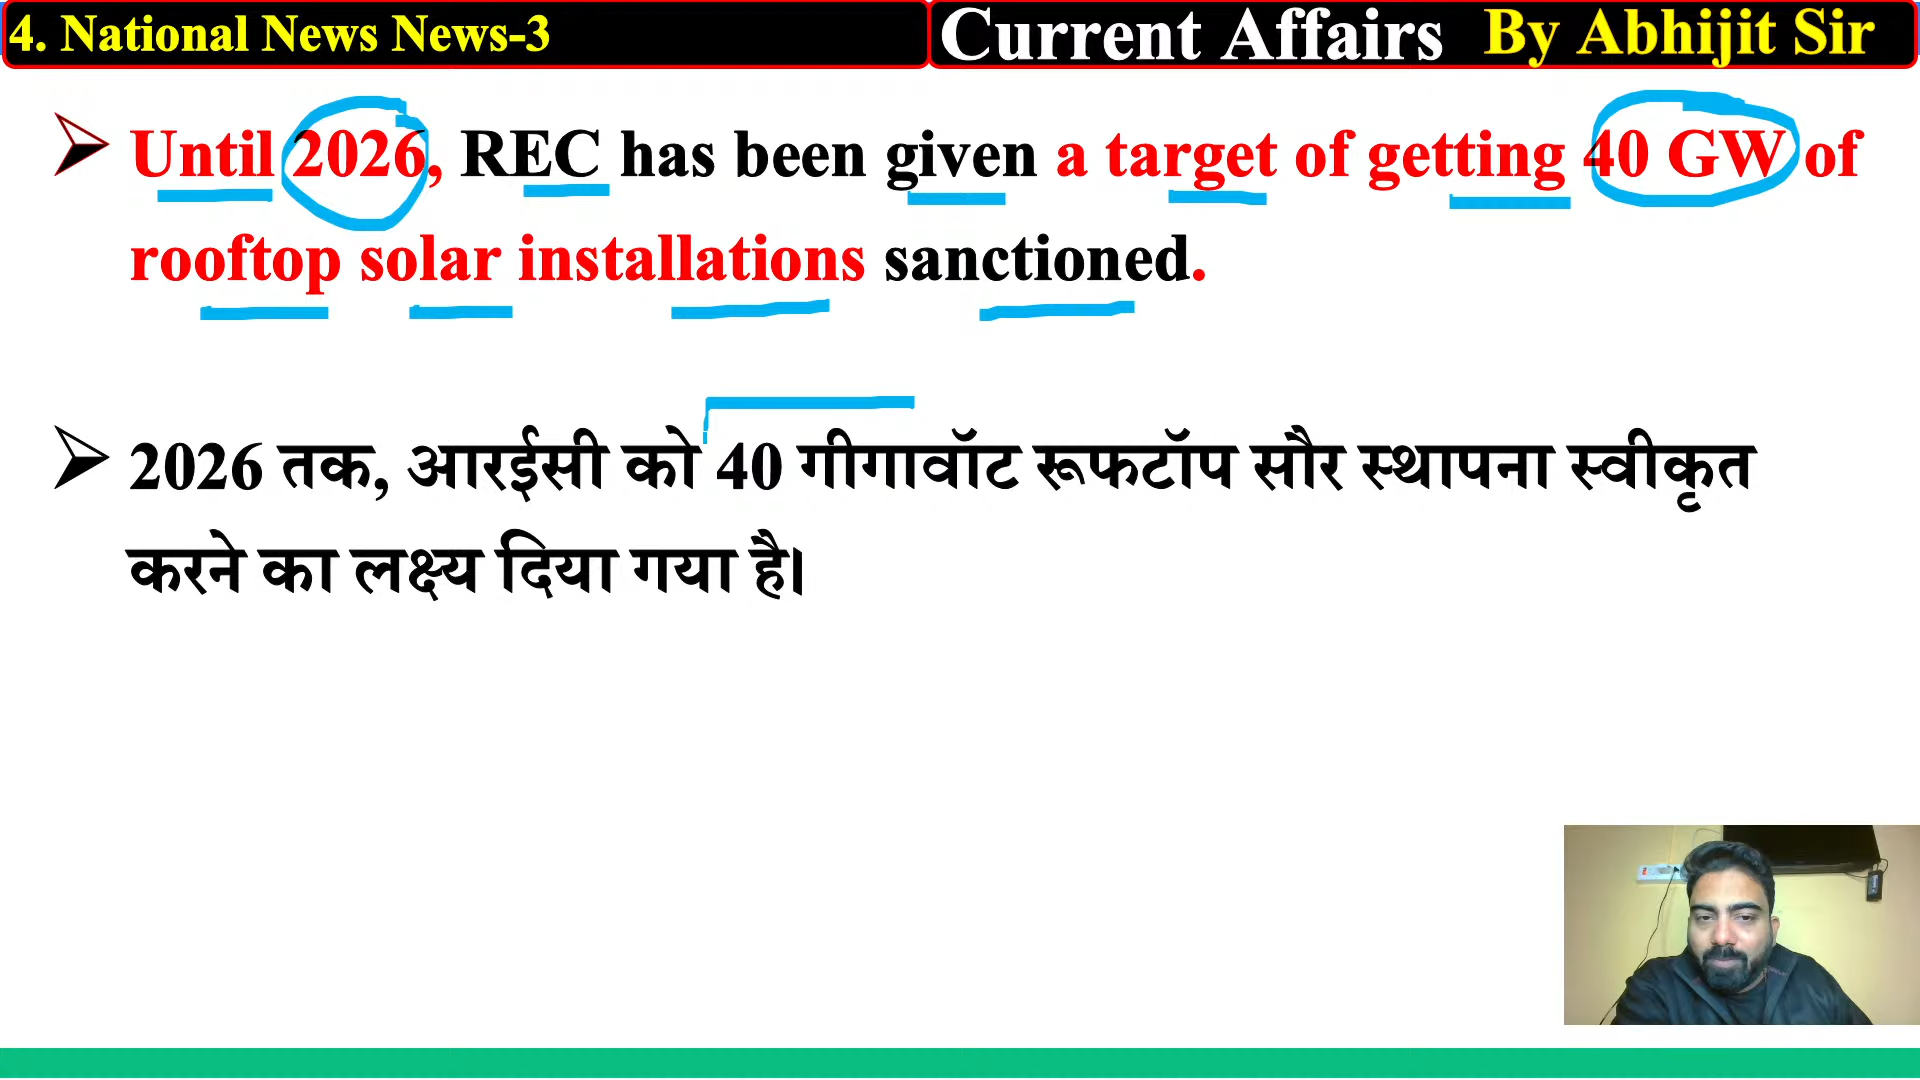 4. National News News-3
Current Affairs By Abhijit Sir
Until 2026, REC has been given a target of getting 40 GW of
rooftop solar installations sanctioned.
2026 तक, आरईसी को 40 गीगावॉट रूफटॉप सौर स्थापना स्वीकृत
करने का लक्ष्य दिया गया है।